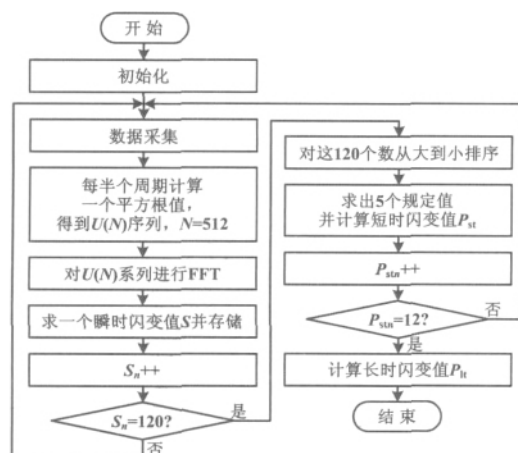 开 始
初始化
数据采集
每半个周期计算
一个平方根值，
得到U(N)序列，N=512
对U(N)系列进行FFT
求一个瞬时闪变值S并存储
Sn++
Sn=120?
是
否
对这120个数从大到小排序
求出5个规定值
并计算短时闪变值Pst
Pstn++
Pstn=12?
否
是
计算长时闪变值Plt
结 束